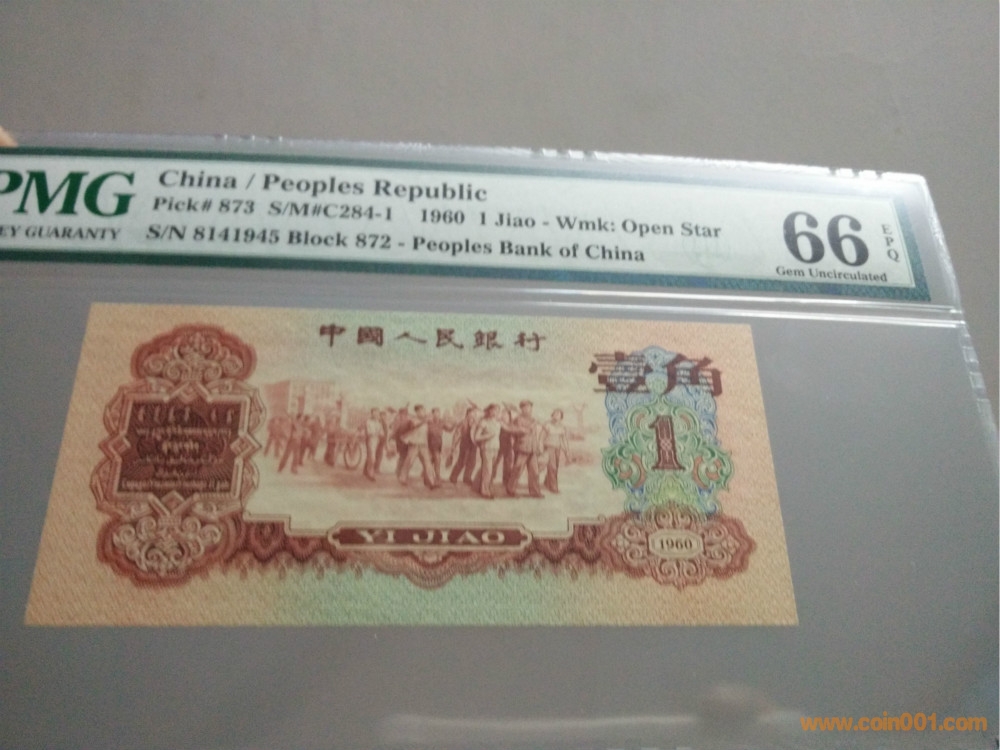 PMG
EY GUARANTY
China / Peoples Republic
Pick# 873 S/M#C284-1 1960 1 Jiao - Wmk: Open Star
S/N 8141945 Block 872 - Peoples Bank of China
66
EPQ
Gem Uncirculated
中國人民銀行
壹角
1
YI JIAO
1960
www.coin001.com